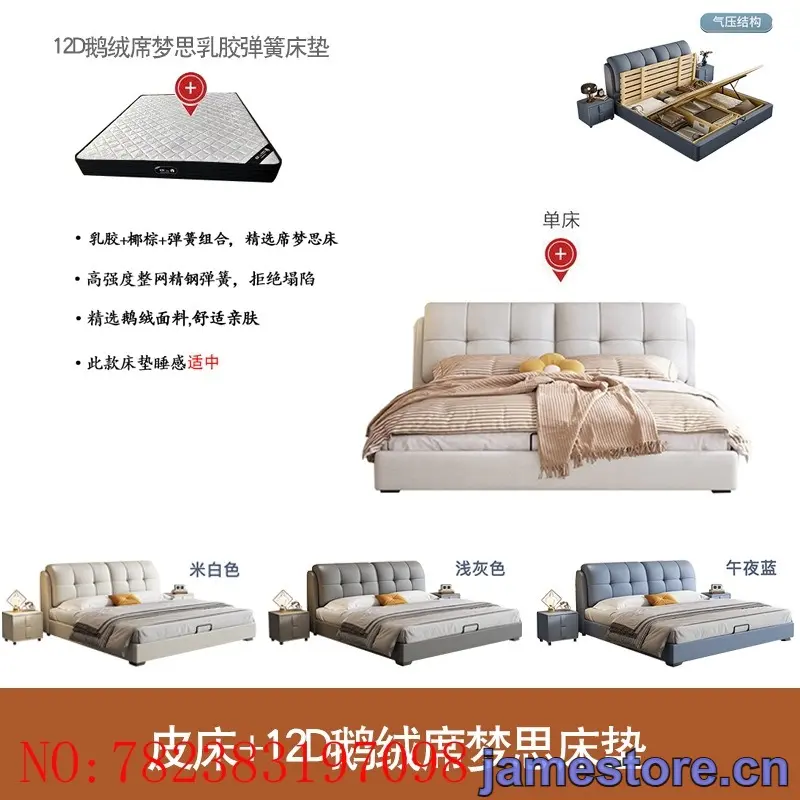 12D鹅绒席梦思乳胶弹簧床垫
气压结构
• 乳胶+椰棕+弹簧组合，精选席梦思床
• 高强度整网精钢弹簧，拒绝塌陷
• 精选鹅绒面料,舒适亲肤
• 此款床垫睡感适中
单床
米白色
浅灰色
午夜蓝
皮床+12D鹅绒席梦思床垫
NO:782383197098
jamestore.cn